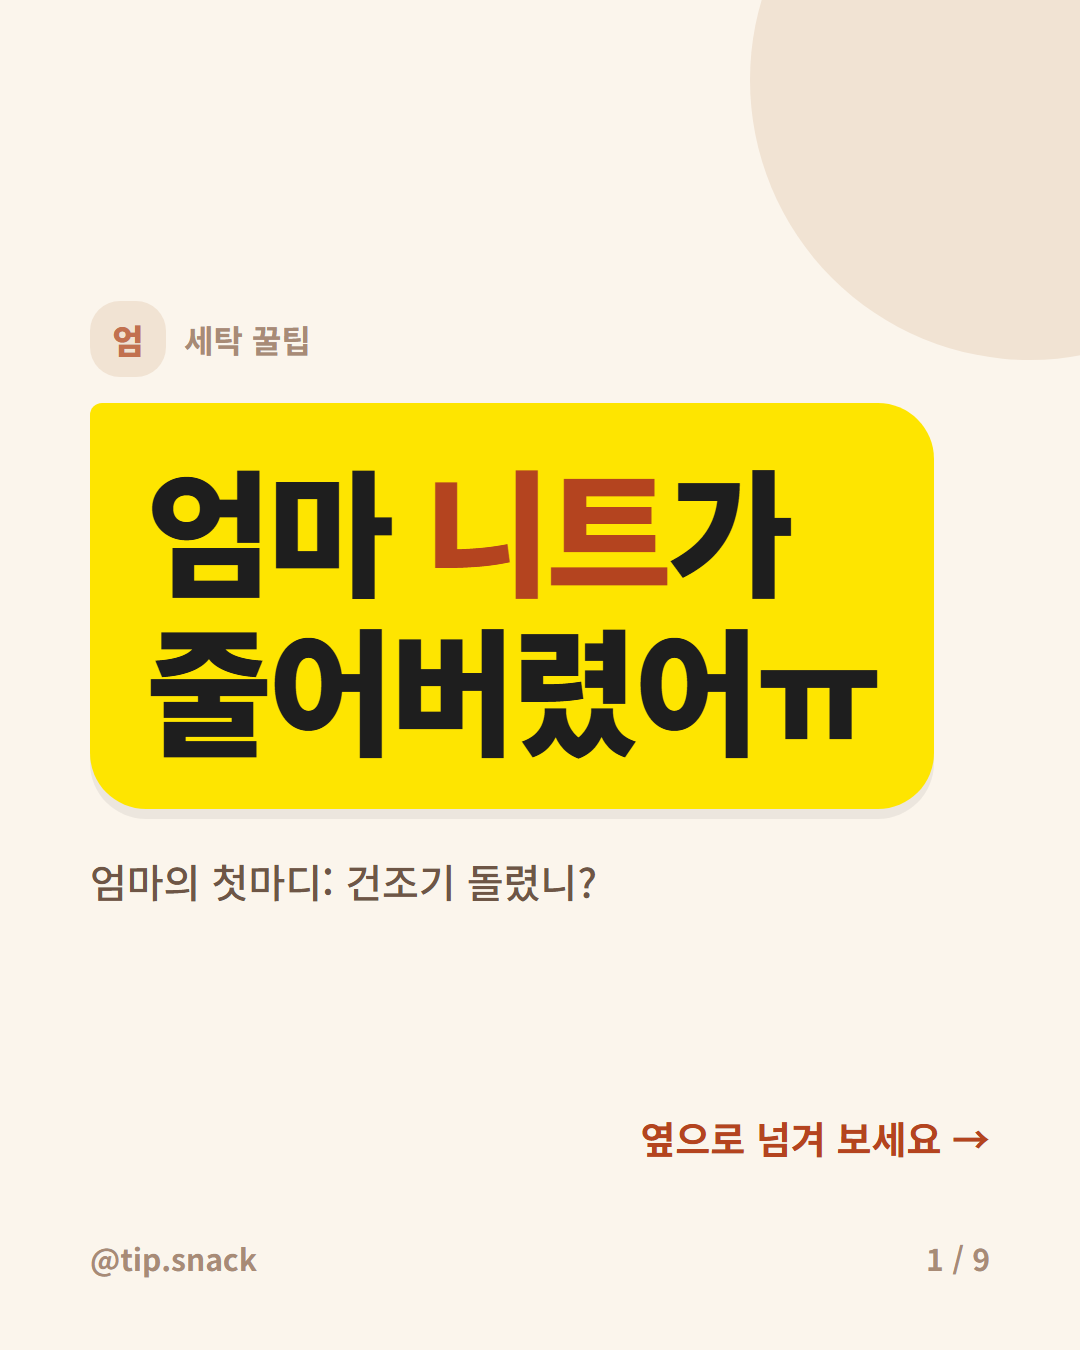 엄 세탁 꿀팁
엄마 니트가
줄어버렸어ㅠ
엄마의 첫마디: 건조기 돌렸니?
옆으로 넘겨 보세요 →
@tip.snack
1 / 9